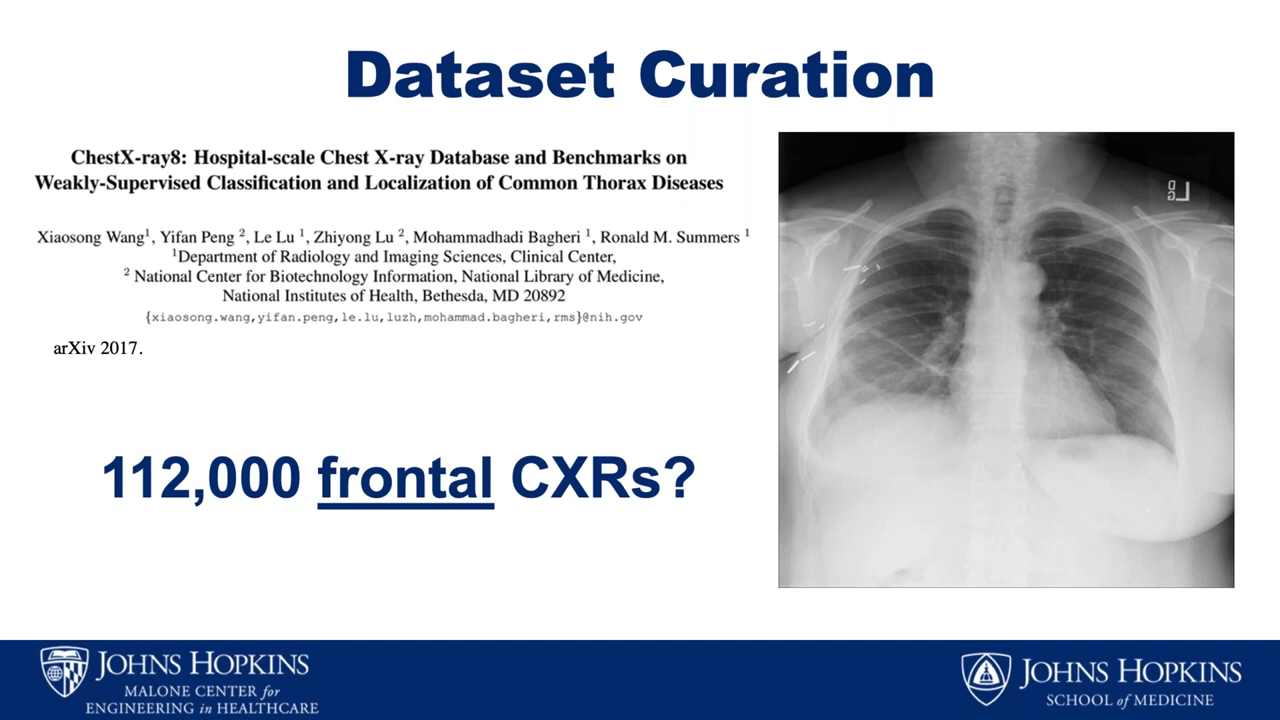 Dataset Curation
ChestX-ray8: Hospital-scale Chest X-ray Database and Benchmarks on
Weakly-Supervised Classification and Localization of Common Thorax Diseases
Xiaosong Wang¹, Yifan Peng ², Le Lu ¹, Zhiyong Lu ², Mohammadhadi Bagheri ¹, Ronald M. Summers ¹
¹Department of Radiology and Imaging Sciences, Clinical Center,
² National Center for Biotechnology Information, National Library of Medicine,
National Institutes of Health, Bethesda, MD 20892
{xiaosong.wang,yifan.peng,le.lu,luzh,mohammad.bagheri,rms}@nih.gov
arXiv 2017.
112,000 frontal CXRs?
JOHNS HOPKINS
MALONE CENTER for
ENGINEERING in HEALTHCARE
JOHNS HOPKINS
SCHOOL of MEDICINE